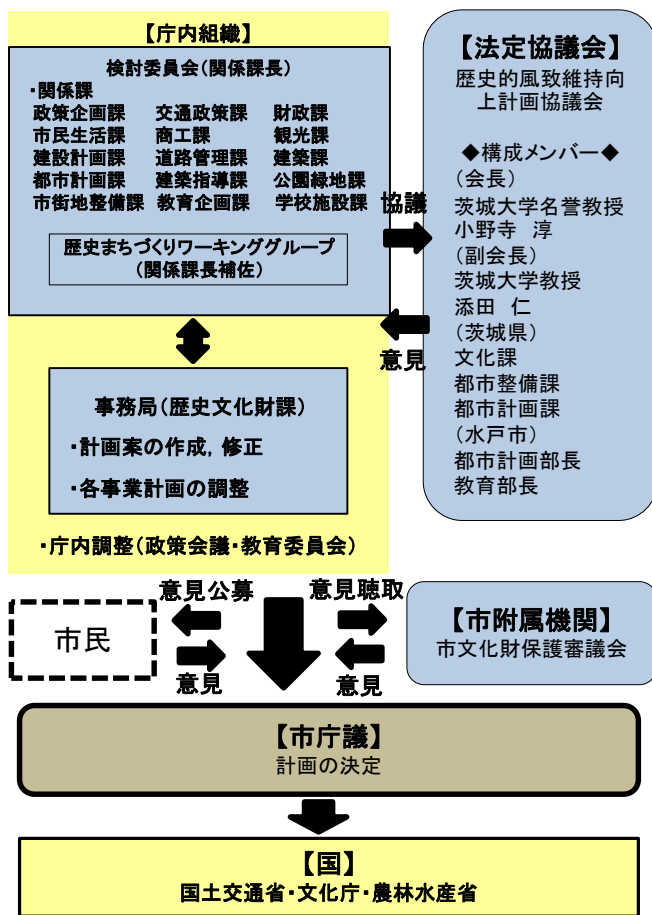 【庁内組織】
検討委員会(関係課長)
・関係課
政策企画課 交通政策課 財政課
市民生活課 商工課 観光課
建設計画課 道路管理課 建築課
都市計画課 建築指導課 公園緑地課
市街地整備課 教育企画課 学校施設課
歴史まちづくりワーキンググループ
(関係課長補佐)
協議
意見
【法定協議会】
歴史的風致維持向
上計画協議会
◆構成メンバー◆
(会長)
茨城大学名誉教授
小野寺 淳
(副会長)
茨城大学教授
添田 仁
(茨城県)
文化課
都市整備課
都市計画課
(水戸市)
都市計画部長
教育部長
事務局(歴史文化財課)
・計画案の作成，修正
・各事業計画の調整
・庁内調整(政策会議・教育委員会)
意見公募 意見聴取
市民
意見 意見
【市附属機関】
市文化財保護審議会
【市庁議】
計画の決定
【国】
国土交通省・文化庁・農林水産省